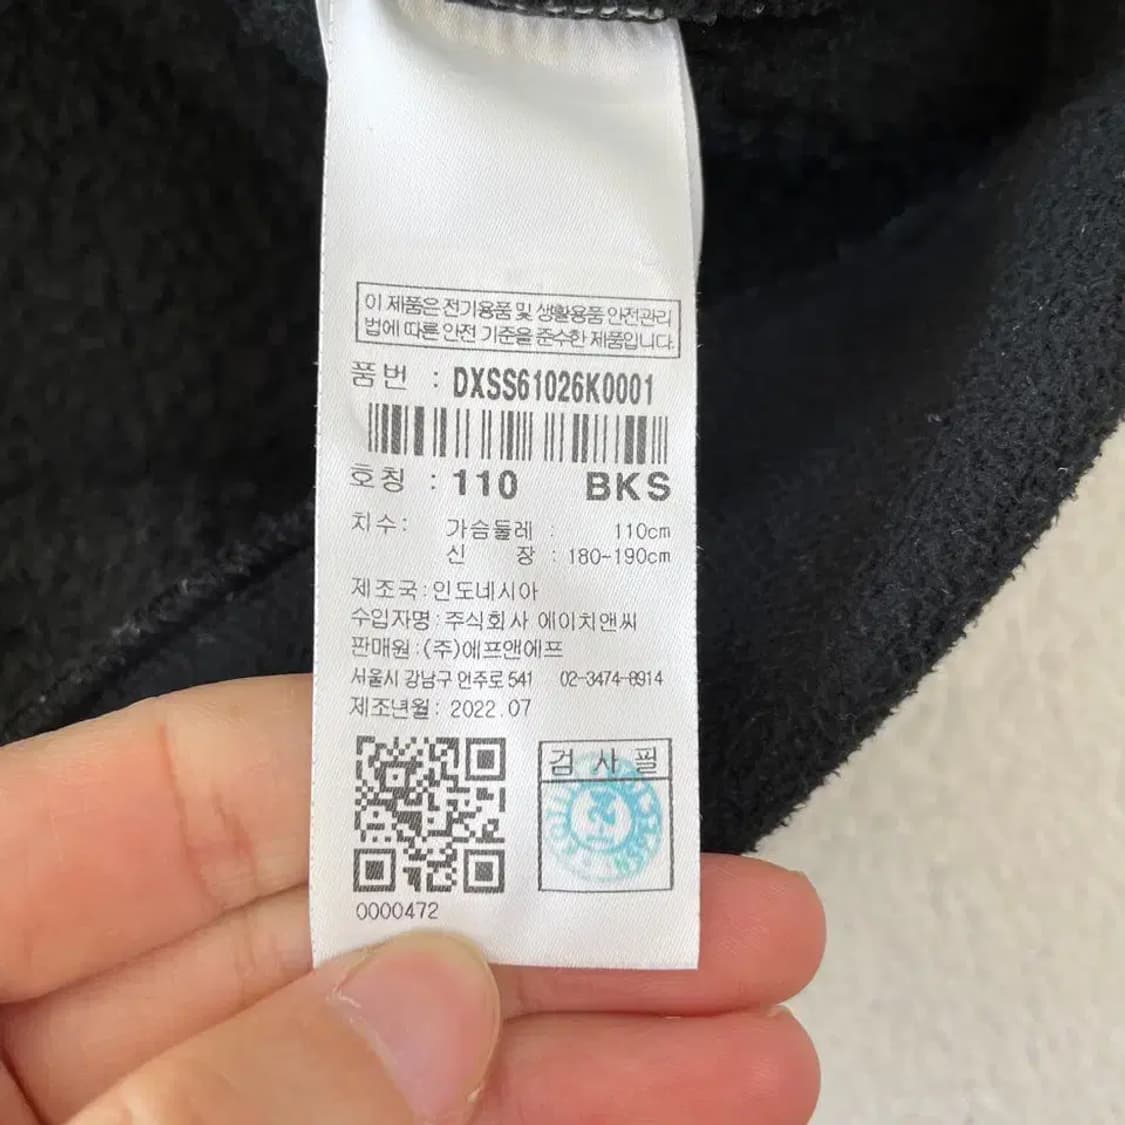 이 제품은 전기용품 및 생활용품 안전관리
법에 따른 안전 기준을 준수한 제품입니다.
품번 : DXSS61026K0001
호칭 : 110 BKS
치수: 가슴둘레 : 110cm
신 장 : 180-190cm
제조국:인도네시아
수입자명:주식회사 에이치앤씨
판매원:(주)에프앤에프
서울시 강남구 언주로 541 02-3474-8914
제조년월: 2022.07
검 사 필
1-24
0000472